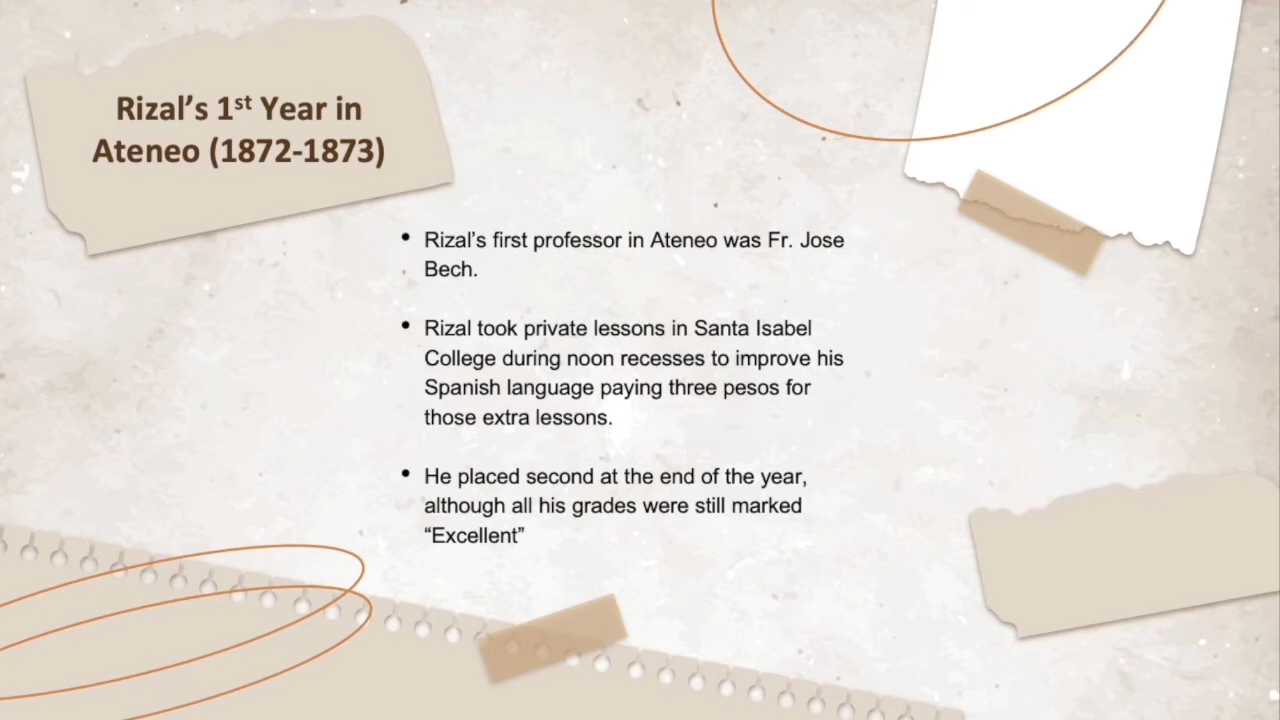 Rizal’s 1st Year in
Ateneo (1872-1873)
• Rizal’s first professor in Ateneo was Fr. Jose
Bech.
• Rizal took private lessons in Santa Isabel
College during noon recesses to improve his
Spanish language paying three pesos for
those extra lessons.
• He placed second at the end of the year,
although all his grades were still marked
“Excellent”